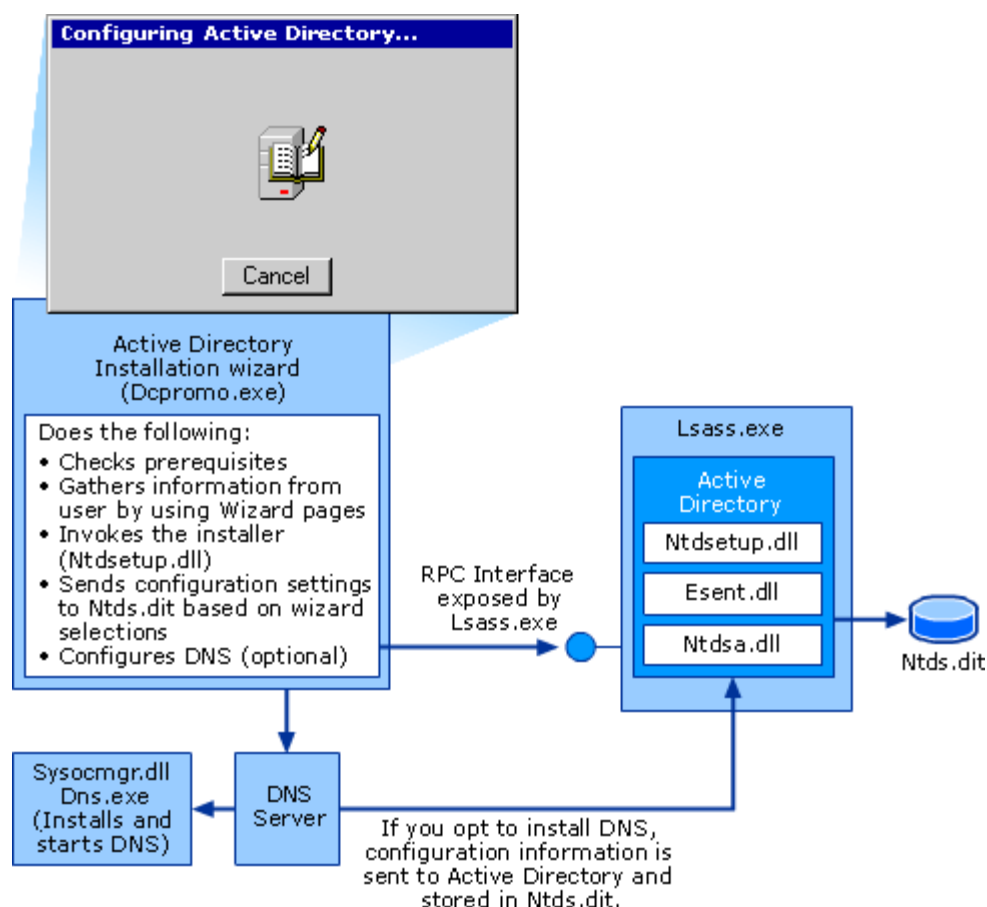 Configuring Active Directory...
Cancel
Active Directory
Installation wizard
(Dcpromo.exe)
Does the following:
• Checks prerequisites
• Gathers information from
user by using Wizard pages
• Invokes the installer
(Ntdsetup.dll)
• Sends configuration settings
to Ntds.dit based on wizard
selections
• Configures DNS (optional)
RPC Interface
exposed by
Lsass.exe
Lsass.exe
Active
Directory
Ntdsetup.dll
Esent.dll
Ntdsa.dll
Ntds.dit
Sysocmgr.dll
Dns.exe
(Installs and
starts DNS)
DNS
Server
If you opt to install DNS,
configuration information is
sent to Active Directory and
stored in Ntds.dit.